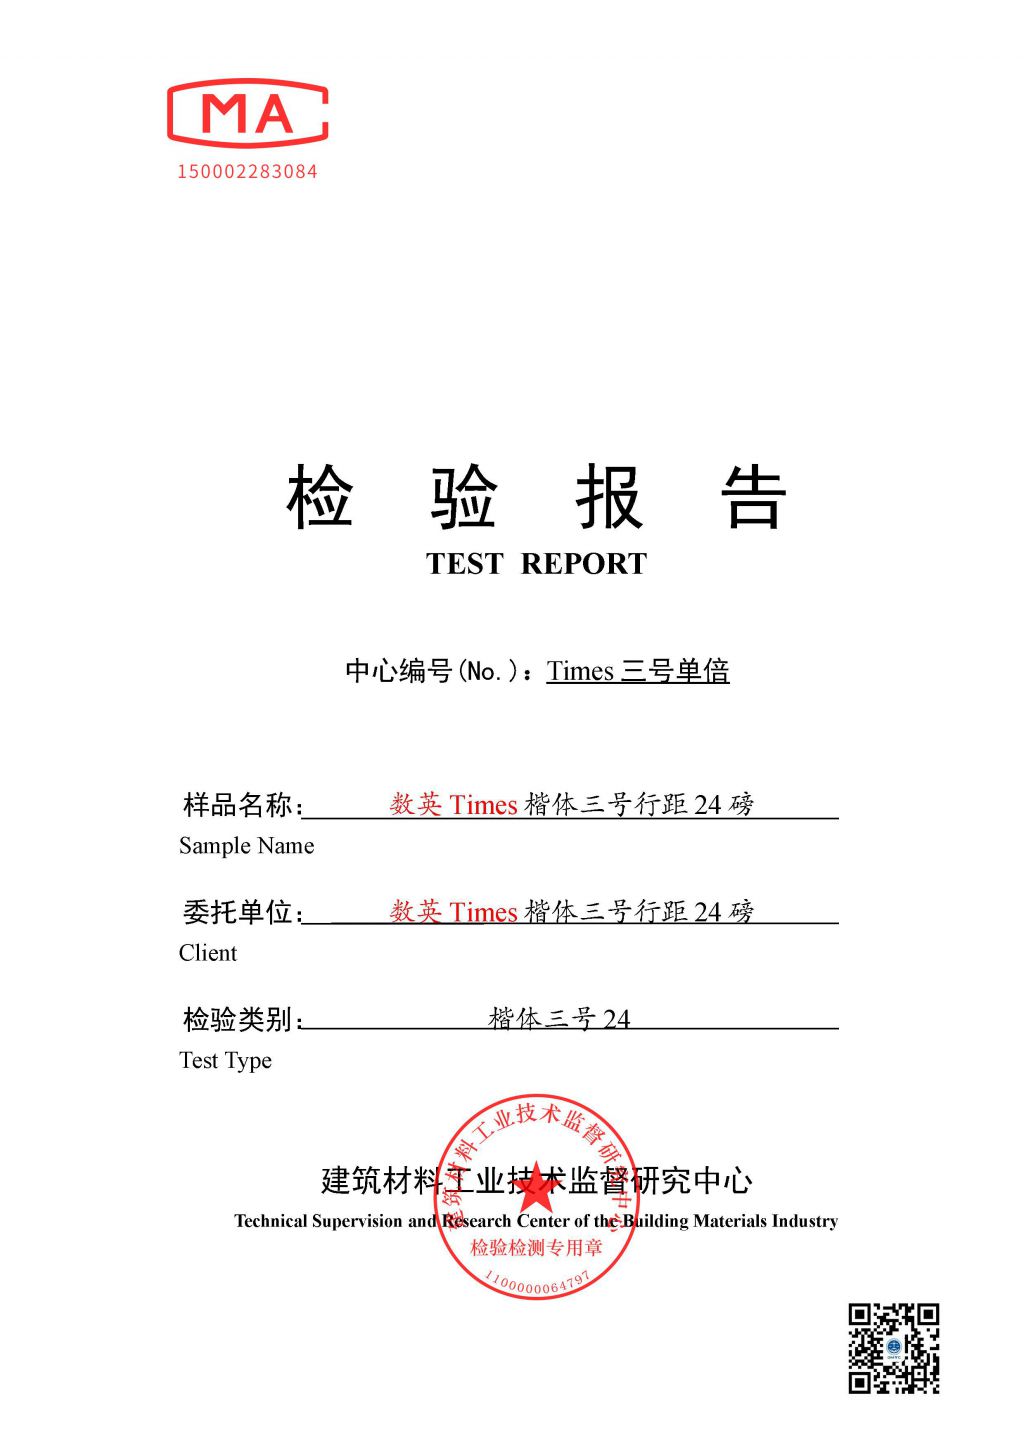 MA
150002283084
检 验 报 告
TEST REPORT
中心编号(No.)：Times 三号单倍
样品名称： 数英 Times 楷体三号行距 24 磅
Sample Name
委托单位： 数英 Times 楷体三号行距 24 磅
Client
检验类别： 楷体三号 24
Test Type
建筑材料工业技术监督研究中心
建筑材料工业技术监督研究中心
Technical Supervision and Research Center of the Building Materials Industry
检验检测专用章
1100000064797